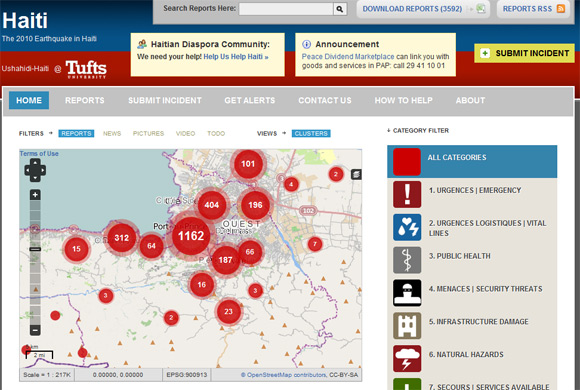 Search Reports Here:
DOWNLOAD REPORTS (3592)
REPORTS RSS
Haiti
The 2010 Earthquake in Haiti
Haitian Diaspora Community:
We need your help! Help Us Help Haiti »
Announcement
Peace Dividend Marketplace can link you with
goods and services in PAP: call 29 41 10 01
+ SUBMIT INCIDENT
Ushahidi-Haiti @ Tufts
UNIVERSITY
HOME REPORTS SUBMIT INCIDENT GET ALERTS CONTACT US HOW TO HELP ABOUT
FILTERS → REPORTS NEWS PICTURES VIDEO TODO VIEWS → CLUSTERS
↓ CATEGORY FILTER
Terms of Use
101
2
4
404
196
102
OUEST
312
64
1162
15
66
7
187
16
3
3
2
23
km
2 mi
Scale = 1 : 217K
0.00000, 0.00000
EPSG:900913
© OpenStreetMap contributors, CC-BY-SA
ALL CATEGORIES
1. URGENCES | EMERGENCY
2. URGENCES LOGISTIQUES | VITAL
LINES
3. PUBLIC HEALTH
4. MENACES | SECURITY THREATS
5. INFRASTRUCTURE DAMAGE
6. NATURAL HAZARDS
7. SECOURS | SERVICES AVAILABLE